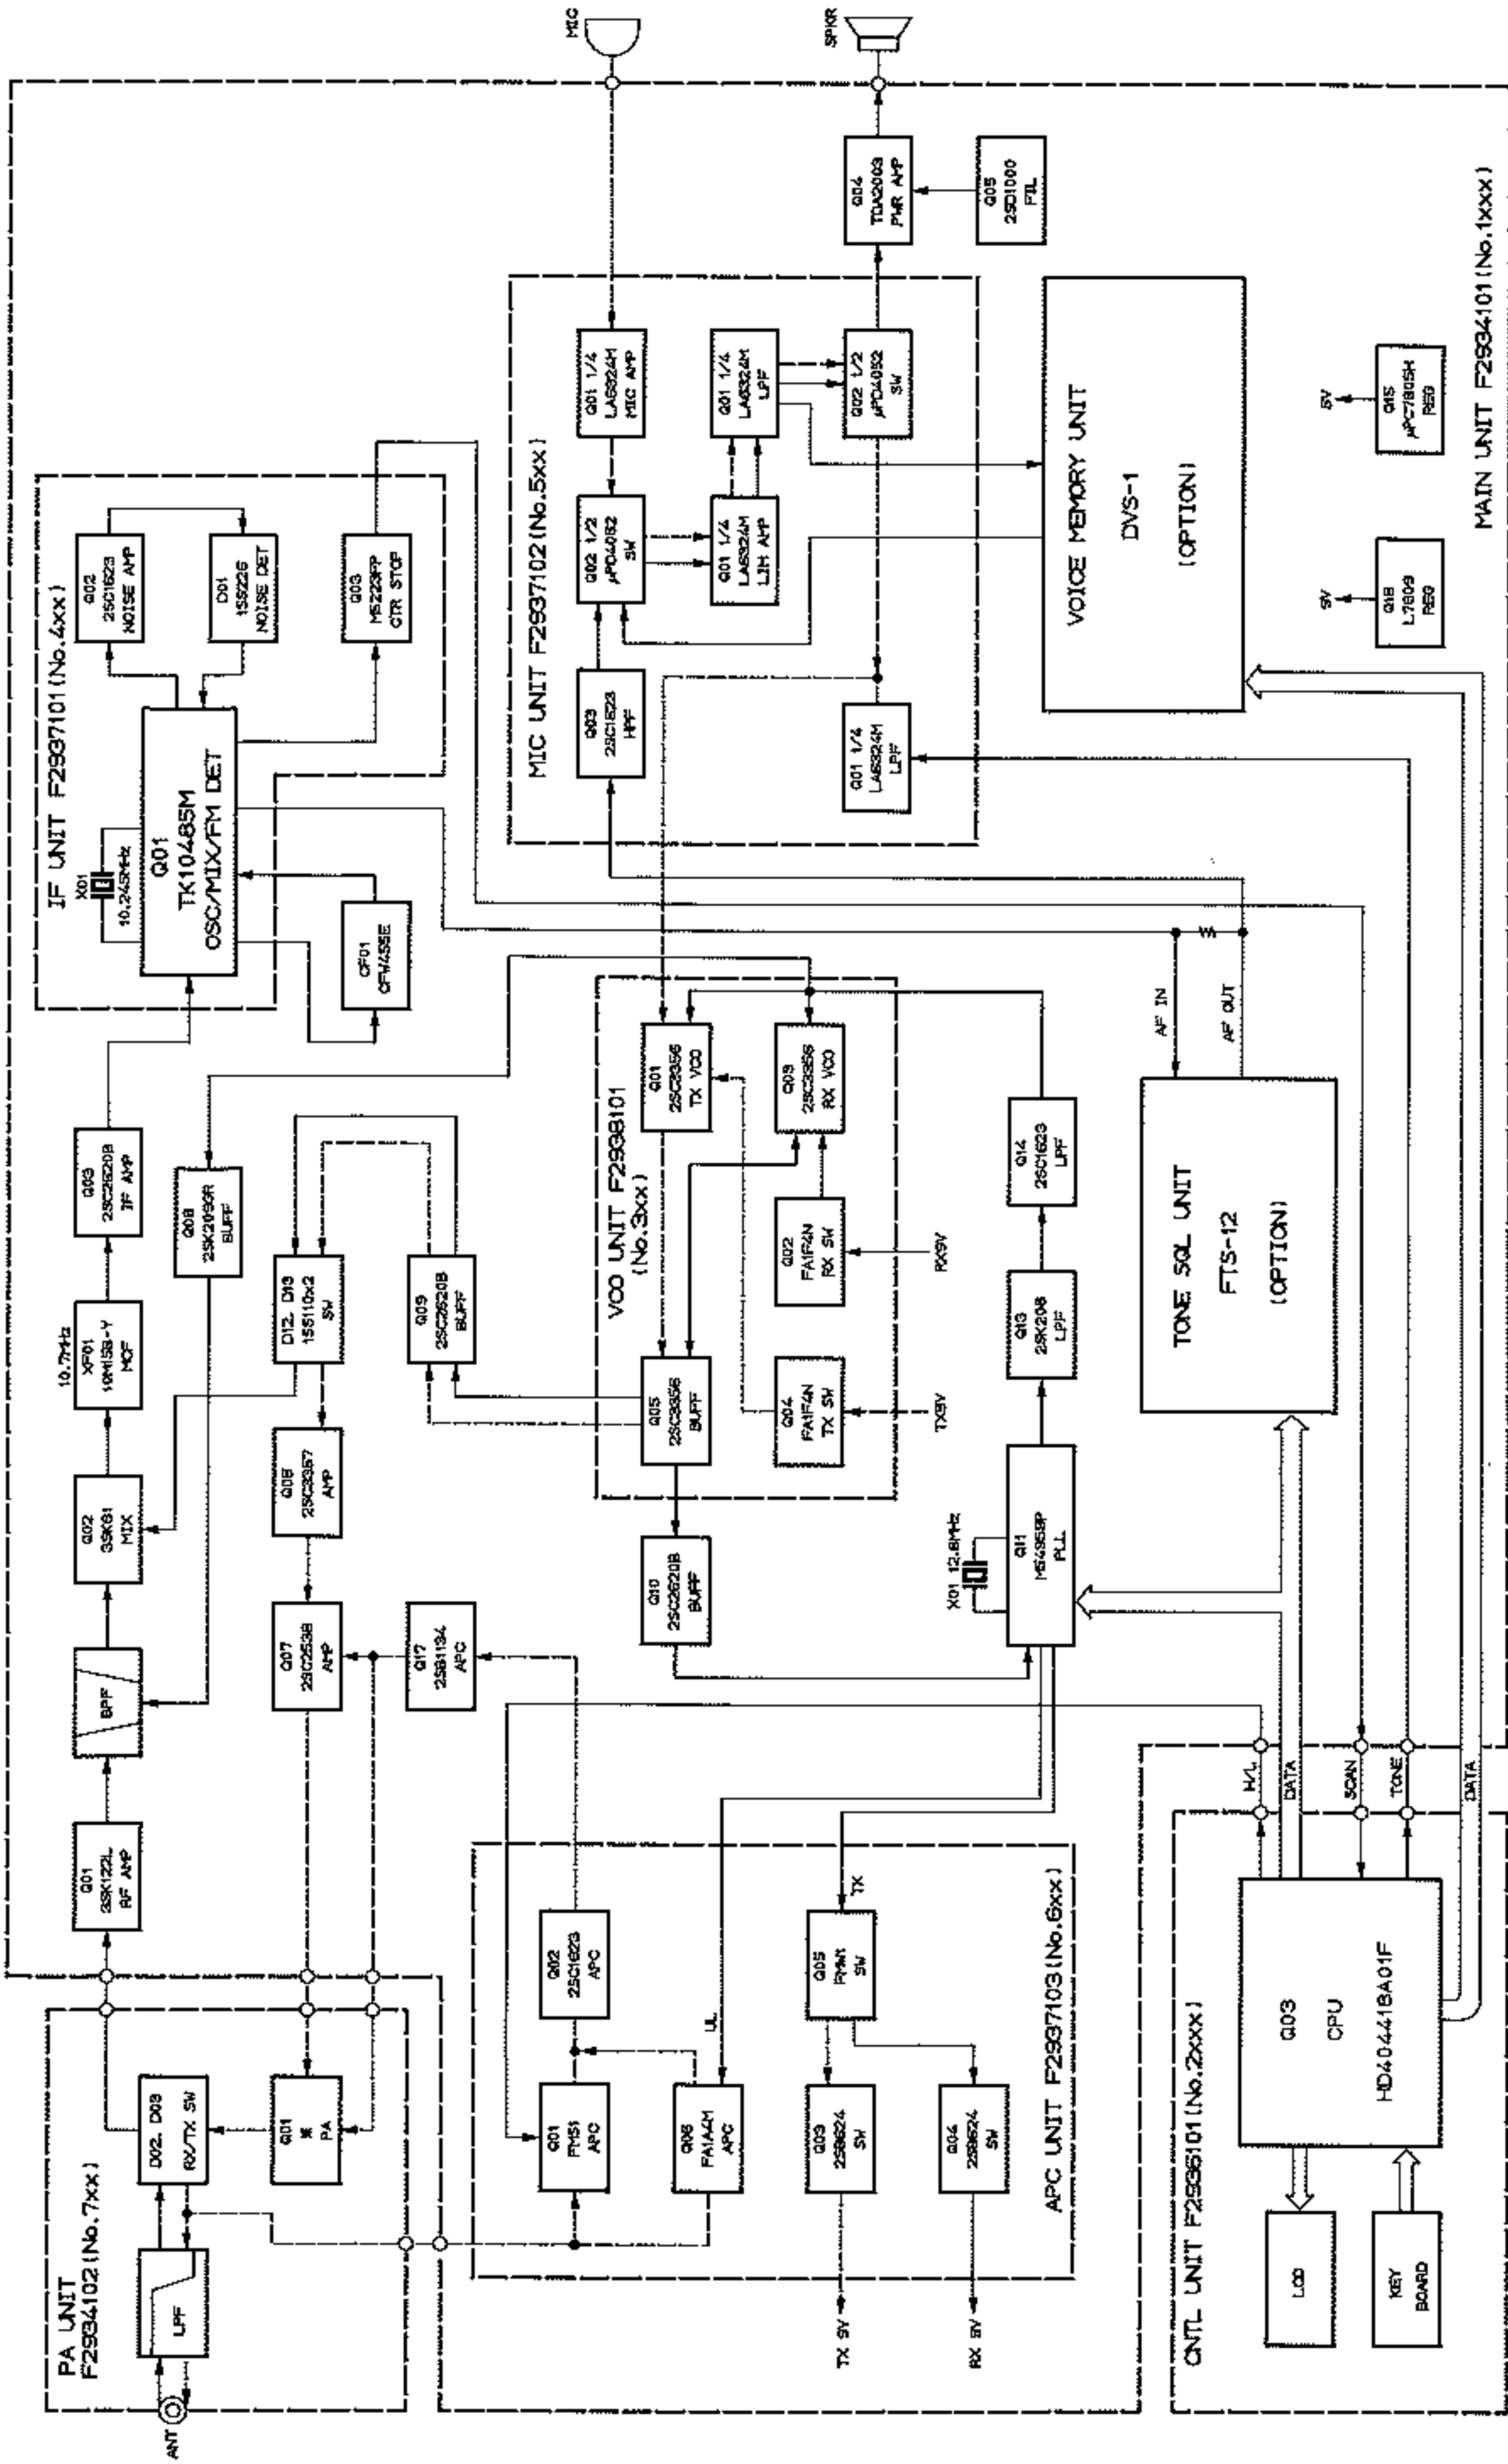 PA UNIT
F2934102(No.7xx)
ANT
LPF
D02. D03
RX/TX SW
Q01
※
PA
Q01
3SK122L
RF AMP
BPF
Q02
3SK81
MIX
10.7MHz
XF01
10M15B-Y
MCF
Q03
2SC2620B
IF AMP
Q08
2SK209GR
BUFF
IF UNIT F2937101(No.4xx)
X01
10.245MHz
Q01
TK10485M
OSC/MIX/FM DET
CF01
CFW455E
Q02
2SC1623
NOISE AMP
D01
1SS226
NOISE DET
Q03
M5223FP
CTR STOP
Q07
2SC2538
AMP
2SC3357
AMP
D12. D13
1SS110x2
SW
Q09
2SC2620B
BUFF
Q17
2SB1134
APC
MIC
SPKR
MIC UNIT F2937102(No.5xx)
Q01 1/4
LA6324M
MIC AMP
Q02 1/2
μPD4052
SW
Q03
2SC1623
HPF
Q01 1/4
LA6324M
LIM AMP
Q01 1/4
LA6324M
LPF
Q02 1/2
μPD4052
SW
Q01 1/4
LA6324M
LPF
Q04
TDA2003
PWR AMP
Q05
2SD1000
VCO UNIT F2938101
(No.3xx)
Q01
2SC3356
TX VCO
Q03
2SC3356
RX VCO
Q02
FA1F4N
RX SW
RX9V
Q04
FA1F4N
TX SW
TX9V
Q05
2SC3356
BUFF
Q10
2SC2620B
BUFF
X01 12.8MHz
Q11
M54959P
PLL
Q13
2SK208
LPF
Q14
2SC1623
LPF
APC UNIT F2937103(No.6xx)
Q01
FMS1
APC
Q02
2SC1623
APC
Q06
FA1A4M
APC
UL
TX
Q05
FMW1
SW
Q03
2SB624
SW
Q04
2SB624
SW
TX 9V
RX 9V
TONE SQL UNIT
FTS-12
(OPTION)
AF IN
AF OUT
VOICE MEMORY UNIT
DVS-1
(OPTION)
9V
Q18
L7809
REG
5V
Q15
μPC7805H
REG
MAIN UNIT F2934101(No.1xxx)
CNTL UNIT F2936101(No.2xxx)
Q03
CPU
HD404418A01F
LCD
KEY
BOARD
H/L
DATA
SCAN
TONE
DATA